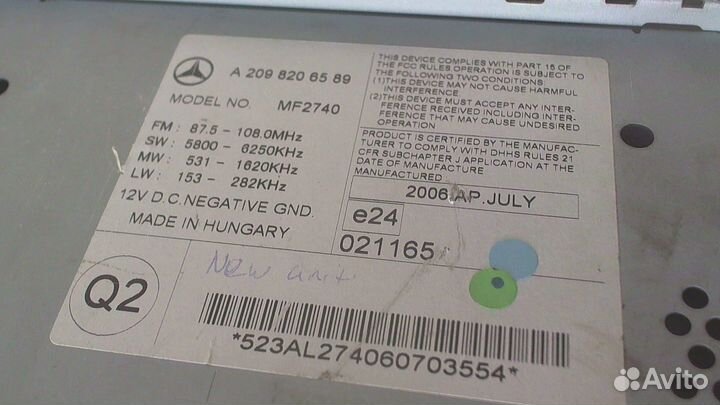 A 209 820 65 89
MODEL NO. MF2740
FM : 87.5 - 108.0MHz
SW : 5800 - 6250KHz
MW : 531 - 1620KHz
LW : 153 - 282KHz
12V D.C.NEGATIVE GND.
MADE IN HUNGARY
THIS DEVICE COMPLIES WITH PART 15 OF
THE FCC RULES.OPERATION IS SUBJECT TO
THE FOLLOWING TWO CONDITIONS:
(1)THIS DEVICE MAY NOT CAUSE HARMFUL
INTERFERENCE.
(2)THIS DEVICE MUST ACCEPT ANY INTER-
FERENCE RECEIVED,INCLUDING INTER-
FERENCE THAT MAY CAUSE UNDESIRED
OPERATION
PRODUCT IS CERTIFIED BY THE MANUFAC-
TURER TO COMPLY WITH DHHS RULES 21
CFR SUBCHAPTER J APPLICATION AT THE
DATE OF MANUFACTURE
MANUFACTURED
2006.AP.JULY
e24
021165
New unit
Q2
*523AL274060703554*
Avito